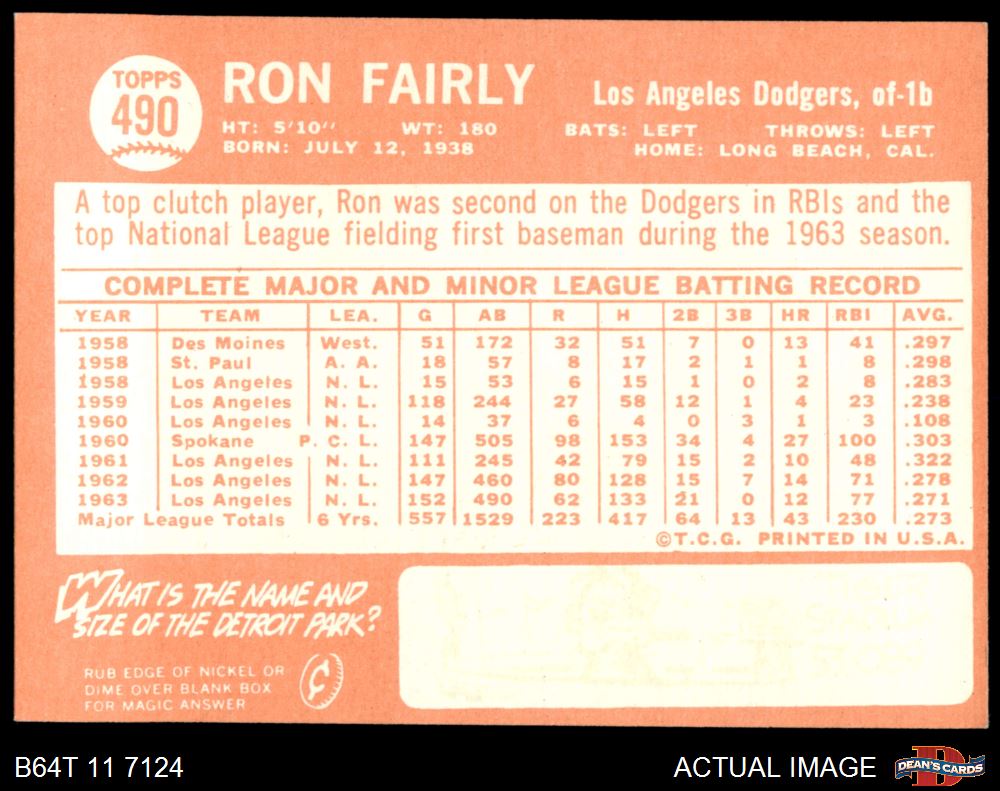 TOPPS
490
RON FAIRLY
Los Angeles Dodgers, of-1b
HT: 5'10" WT: 180 BATS: LEFT THROWS: LEFT
BORN: JULY 12, 1938 HOME: LONG BEACH, CAL.
A top clutch player, Ron was second on the Dodgers in RBIs and the
top National League fielding first baseman during the 1963 season.
COMPLETE MAJOR AND MINOR LEAGUE BATTING RECORD
YEAR TEAM LEA. G AB R H 2B 3B HR RBI AVG.
1958 Des Moines West. 51 172 32 51 7 0 13 41 .297
1958 St. Paul A. A. 18 57 8 17 2 1 1 8 .298
1958 Los Angeles N. L. 15 53 6 15 1 0 2 8 .283
1959 Los Angeles N. L. 118 244 27 58 12 1 4 23 .238
1960 Los Angeles N. L. 14 37 6 4 0 3 1 3 .108
1960 Spokane P. C. L. 147 505 98 153 34 4 27 100 .303
1961 Los Angeles N. L. 111 245 42 79 15 2 10 48 .322
1962 Los Angeles N. L. 147 460 80 128 15 7 14 71 .278
1963 Los Angeles N. L. 152 490 62 133 21 0 12 77 .271
Major League Totals 6 Yrs. 557 1529 223 417 64 13 43 230 .273
©T.C.G. PRINTED IN U.S.A.
WHAT IS THE NAME AND
SIZE OF THE DETROIT PARK?
RUB EDGE OF NICKEL OR
DIME OVER BLANK BOX
FOR MAGIC ANSWER
B64T 11 7124
ACTUAL IMAGE
DEAN'S CARDS